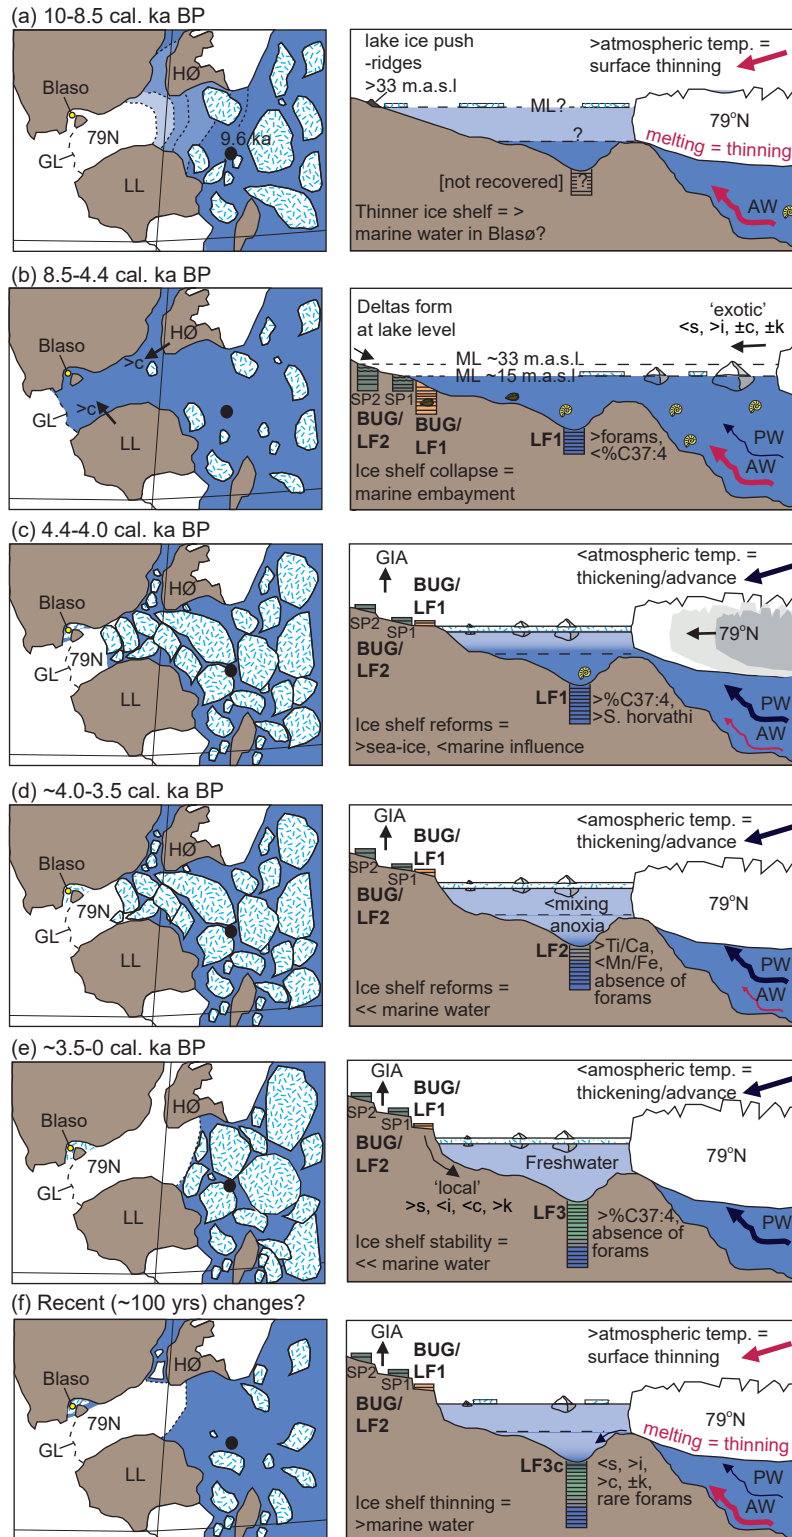 (a) 10-8.5 cal. ka BP
HØ
Blaso
79N
9.6 ka
GL
LL
lake ice push
-ridges
>33 m.a.s.l
>atmospheric temp. =
surface thinning
ML?
79°N
?
melting = thinning
[not recovered]
?
AW
Thinner ice shelf = >
marine water in Blasø?
(b) 8.5-4.4 cal. ka BP
HØ
Blaso
>c
>c
GL
LL
Deltas form
at lake level
'exotic'
<s, >i, ±c, ±k
ML ~33 m.a.s.l
ML ~15 m.a.s.l
SP2
SP1
BUG/
LF2
BUG/
LF1
LF1
>forams,
<%C37:4
PW
AW
Ice shelf collapse =
marine embayment
(c) 4.4-4.0 cal. ka BP
HØ
Blaso
79N
GL
LL
GIA
BUG/
LF1
<atmospheric temp. =
thickening/advance
SP2
SP1
BUG/
LF2
79°N
LF1
>%C37:4,
>S. horvathi
PW
AW
Ice shelf reforms =
>sea-ice, <marine influence
(d) ~4.0-3.5 cal. ka BP
HØ
Blaso
79N
GL
LL
GIA
BUG/
LF1
<amospheric temp. =
thickening/advance
SP2
SP1
BUG/
LF2
<mixing
anoxia
79°N
LF2
>Ti/Ca,
<Mn/Fe,
absence of
forams
PW
AW
Ice shelf reforms =
<< marine water
(e) ~3.5-0 cal. ka BP
HØ
Blaso
79N
GL
LL
GIA
BUG/
LF1
<amospheric temp. =
thickening/advance
SP2
SP1
BUG/
LF2
Freshwater
79°N
'local'
>s, <i, <c, >k
LF3
>%C37:4,
absence of
forams
PW
Ice shelf stability =
<< marine water
(f) Recent (~100 yrs) changes?
HØ
Blaso
79N
GL
LL
GIA
BUG/
LF1
>atmospheric temp. =
surface thinning
SP2
SP1
BUG/
LF2
79°N
melting = thinning
LF3c
<s, >i,
>c, ±k,
rare forams
PW
AW
Ice shelf thinning =
>marine water